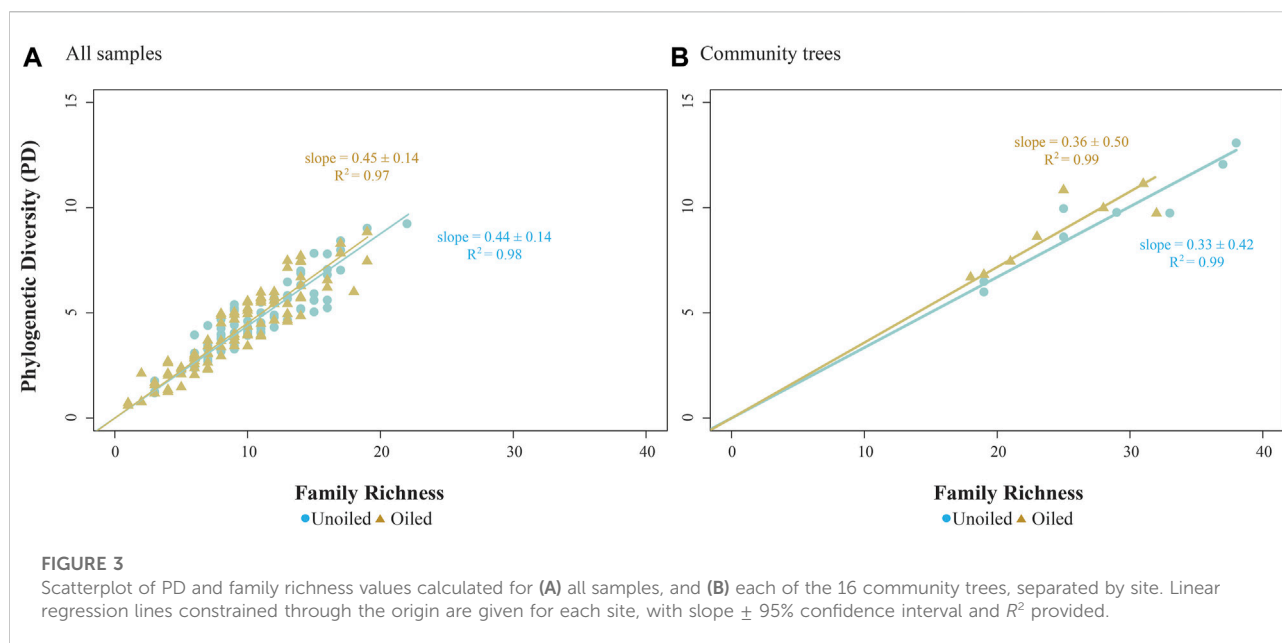 A All samples
B Community trees
Phylogenetic Diversity (PD)
15
10
5
0
slope = 0.45 ± 0.14
R² = 0.97
slope = 0.44 ± 0.14
R² = 0.98
0 10 20 30 40
Family Richness
Unoiled Oiled
15
10
5
0
slope = 0.36 ± 0.50
R² = 0.99
slope = 0.33 ± 0.42
R² = 0.99
0 10 20 30 40
Family Richness
Unoiled Oiled
FIGURE 3
Scatterplot of PD and family richness values calculated for (A) all samples, and (B) each of the 16 community trees, separated by site. Linear
regression lines constrained through the origin are given for each site, with slope ± 95% confidence interval and R² provided.